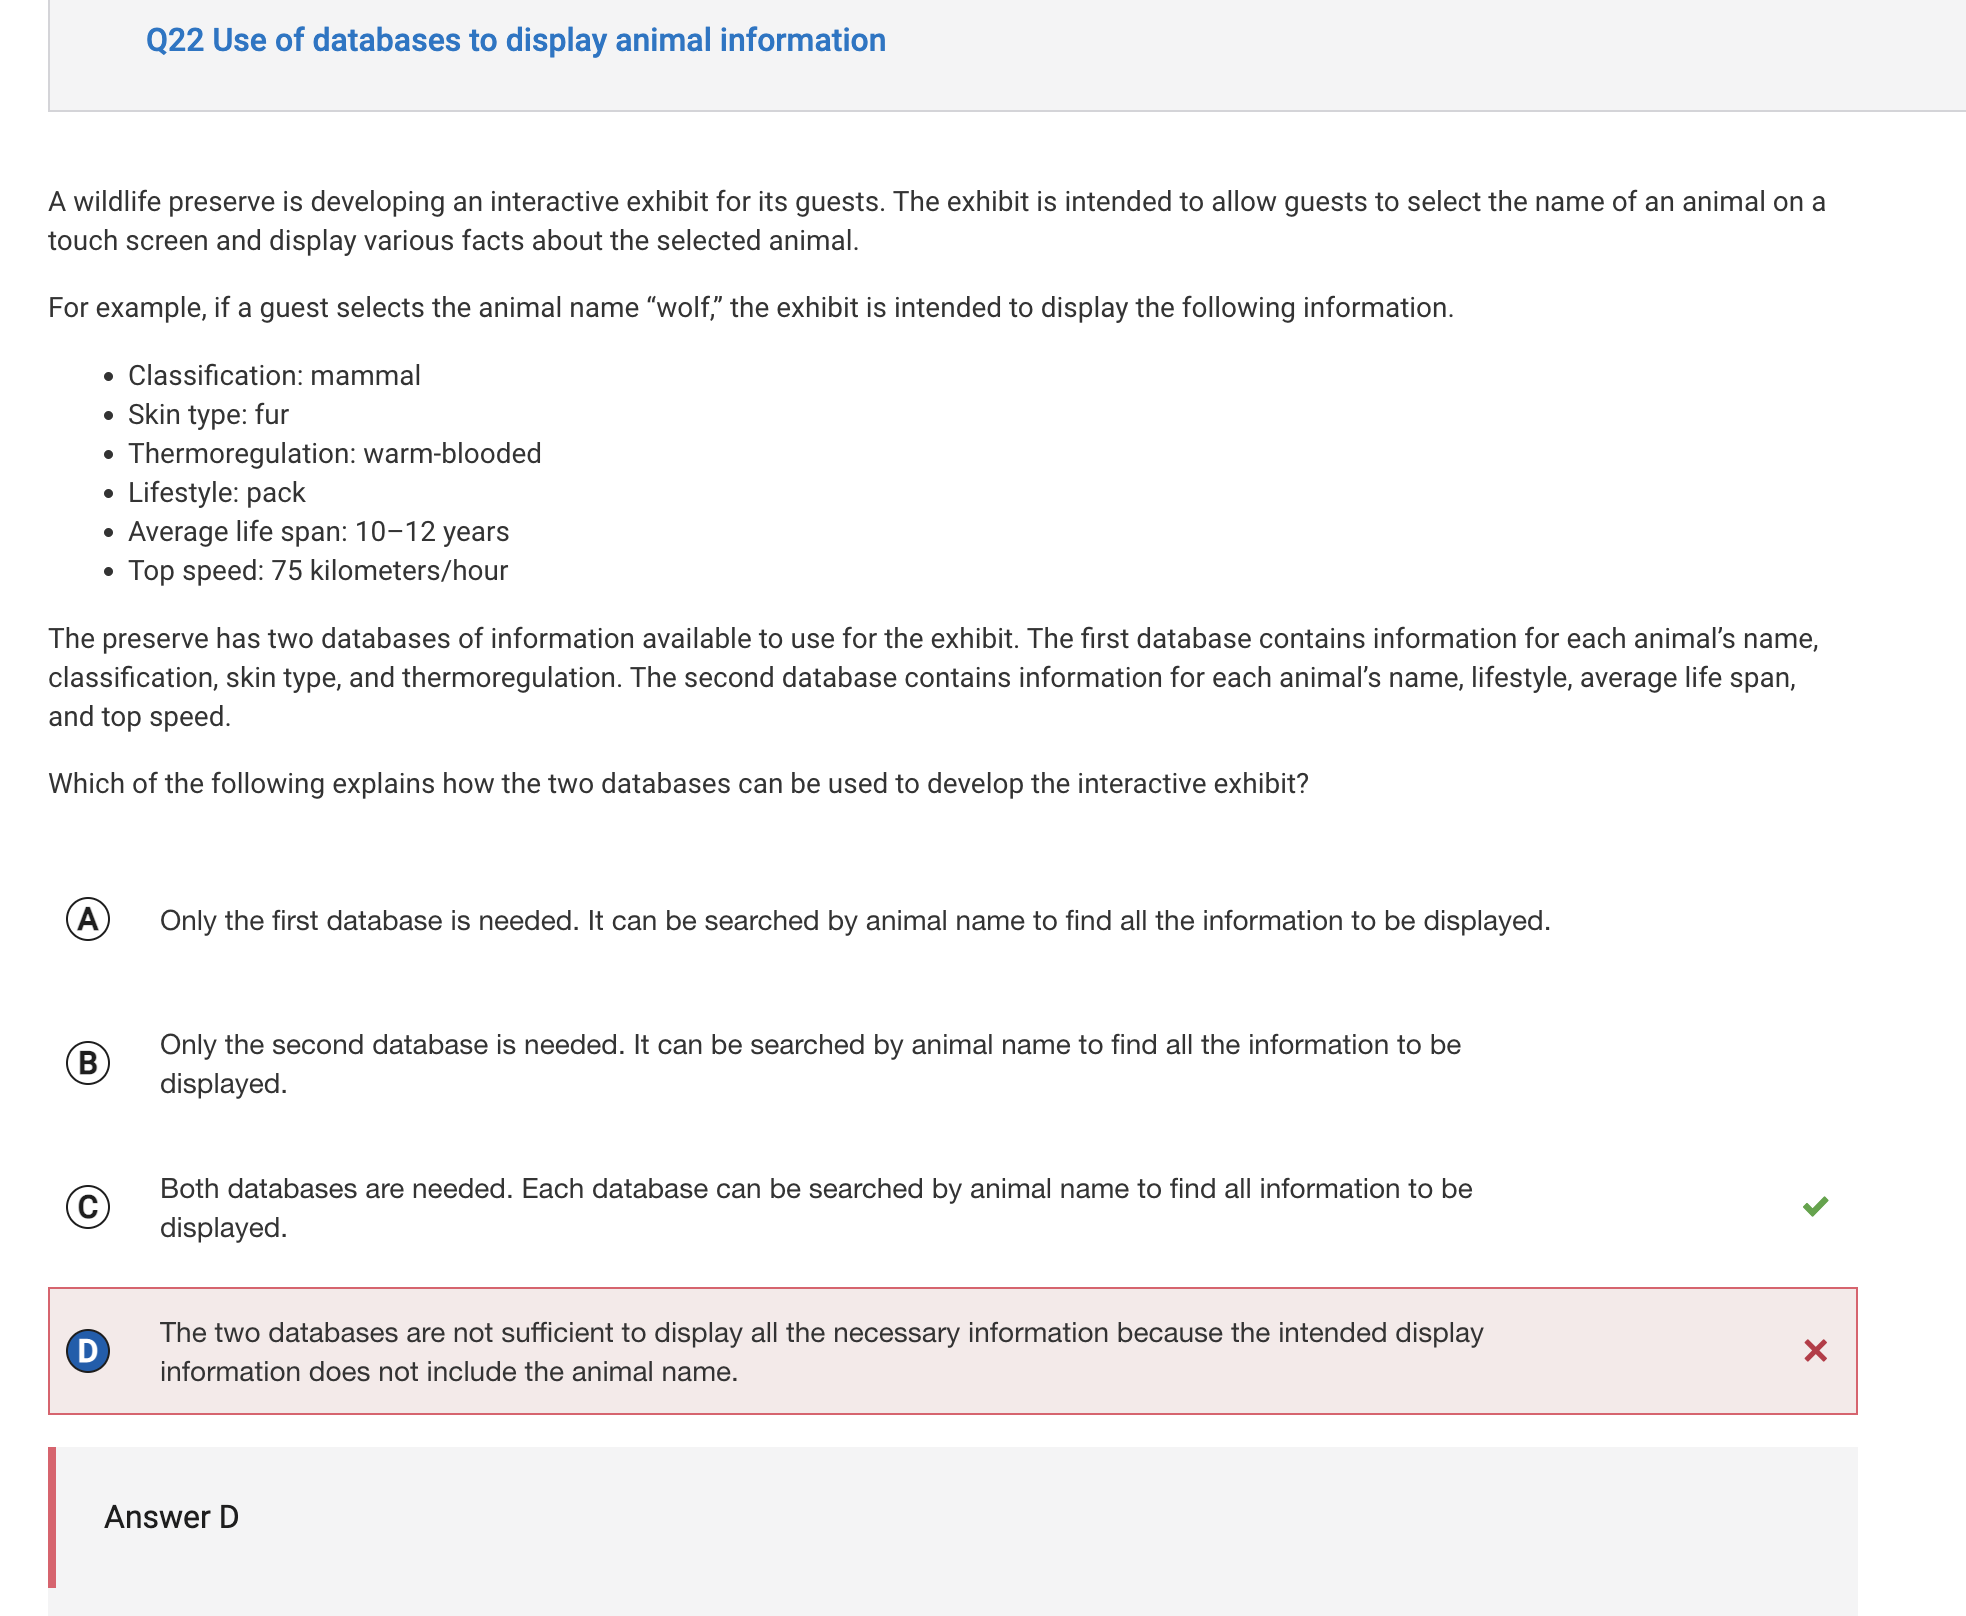 Q22 Use of databases to display animal information
A wildlife preserve is developing an interactive exhibit for its guests. The exhibit is intended to allow guests to select the name of an animal on a
touch screen and display various facts about the selected animal.
For example, if a guest selects the animal name “wolf,” the exhibit is intended to display the following information.
• Classification: mammal
• Skin type: fur
• Thermoregulation: warm-blooded
• Lifestyle: pack
• Average life span: 10–12 years
• Top speed: 75 kilometers/hour
The preserve has two databases of information available to use for the exhibit. The first database contains information for each animal’s name,
classification, skin type, and thermoregulation. The second database contains information for each animal’s name, lifestyle, average life span,
and top speed.
Which of the following explains how the two databases can be used to develop the interactive exhibit?
A Only the first database is needed. It can be searched by animal name to find all the information to be displayed.
B Only the second database is needed. It can be searched by animal name to find all the information to be
displayed.
C Both databases are needed. Each database can be searched by animal name to find all information to be
displayed.
D The two databases are not sufficient to display all the necessary information because the intended display
information does not include the animal name.
Answer D